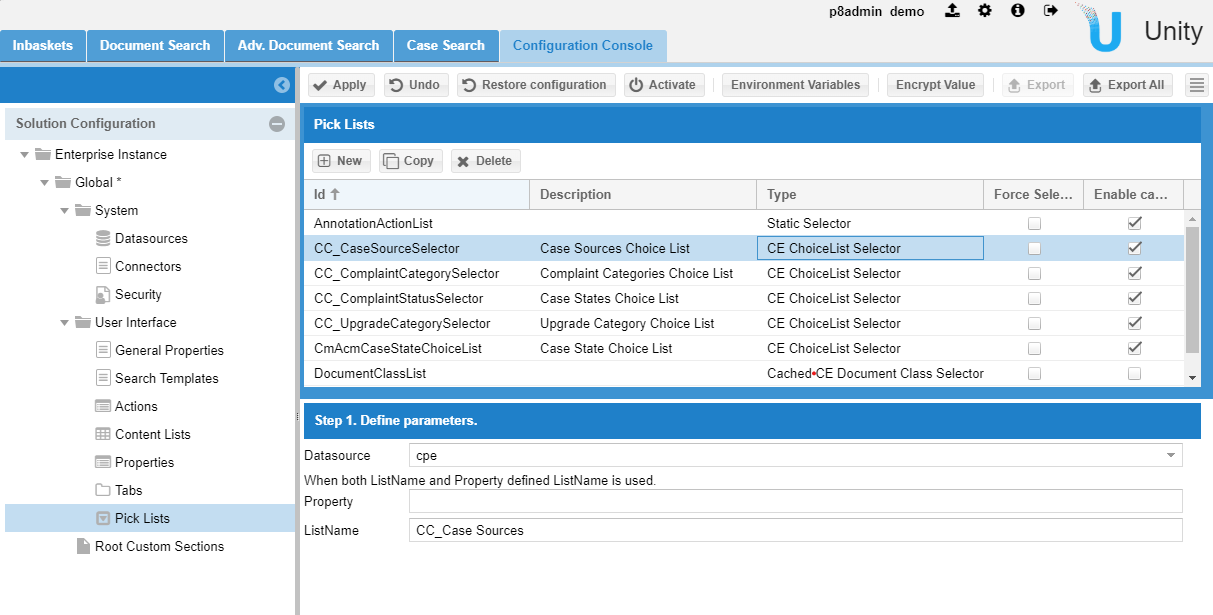 p8admin demo
Unity
Inbaskets Document Search Adv. Document Search Case Search Configuration Console
Apply Undo Restore configuration Activate Environment Variables Encrypt Value Export Export All
Solution Configuration
Enterprise Instance
Global *
System
Datasources
Connectors
Security
User Interface
General Properties
Search Templates
Actions
Content Lists
Properties
Tabs
Pick Lists
Root Custom Sections
Pick Lists
New Copy Delete
Id Description Type Force Sele... Enable ca...
AnnotationActionList Static Selector
CC_CaseSourceSelector Case Sources Choice List CE ChoiceList Selector
CC_ComplaintCategorySelector Complaint Categories Choice List CE ChoiceList Selector
CC_ComplaintStatusSelector Case States Choice List CE ChoiceList Selector
CC_UpgradeCategorySelector Upgrade Category Choice List CE ChoiceList Selector
CmAcmCaseStateChoiceList Case State Choice List CE ChoiceList Selector
DocumentClassList Cached•CE Document Class Selector
Step 1. Define parameters.
Datasource cpe
When both ListName and Property defined ListName is used.
Property
ListName CC_Case Sources